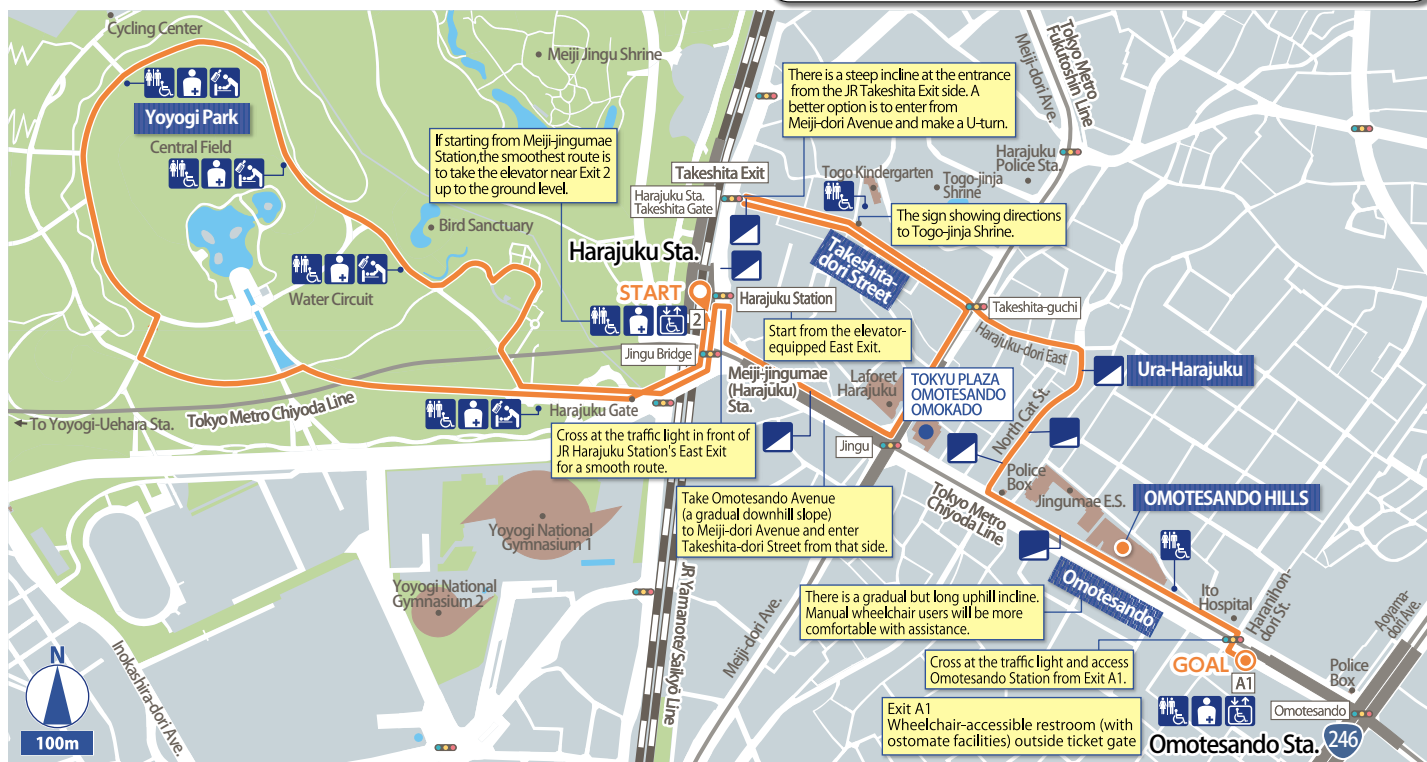 Cycling Center
Meiji Jingu Shrine
Tokyo Metro
Fukutoshin Line
Meiji-dori Ave.
There is a steep incline at the entrance
from the JR Takeshita Exit side. A
better option is to enter from
Meiji-dori Avenue and make a U-turn.
Yoyogi Park
Central Field
If starting from Meiji-jingumae
Station,the smoothest route is
to take the elevator near Exit 2
up to the ground level.
Takeshita Exit
Harajuku Sta.
Takeshita Gate
Togo Kindergarten
Togo-jinja
Shrine
Harajuku
Police Sta.
The sign showing directions
to Togo-jinja Shrine.
Bird Sanctuary
Harajuku Sta.
Takeshita-
dori Street
Water Circuit
START
2
Harajuku Station
Takeshita-guchi
Start from the elevator-
equipped East Exit.
Harajuku-dori East
Jingu Bridge
Meiji-jingumae
(Harajuku)
Sta.
Laforet
Harajuku
TOKYU PLAZA
OMOTESANDO
OMOKADO
Ura-Harajuku
North Cat St.
To Yoyogi-Uehara Sta.
Tokyo Metro Chiyoda Line
Harajuku Gate
Cross at the traffic light in front of
JR Harajuku Station's East Exit
for a smooth route.
Jingu
Police
Box
Jingumae E.S.
OMOTESANDO HILLS
Tokyo Metro
Chiyoda Line
Take Omotesando Avenue
(a gradual downhill slope)
to Meiji-dori Avenue and enter
Takeshita-dori Street from that side.
Yoyogi National
Gymnasium 1
Yoyogi National
Gymnasium 2
JR Yamanote/Saikyō Line
Meiji-dori Ave.
There is a gradual but long uphill incline.
Manual wheelchair users will be more
comfortable with assistance.
Omotesando
Ito
Hospital
Haranihon-
dori St.
Aoyama-
dori Ave.
Cross at the traffic light and access
Omotesando Station from Exit A1.
GOAL
A1
Police
Box
Inokashira-dori Ave.
N
100m
Exit A1
Wheelchair-accessible restroom (with
ostomate facilities) outside ticket gate
Omotesando
Omotesando Sta.
246